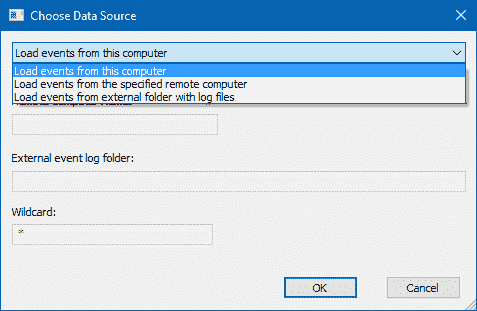 Choose Data Source
Load events from this computer
Load events from this computer
Load events from the specified remote computer
Load events from external folder with log files
External event log folder:
Wildcard:
*
OK
Cancel